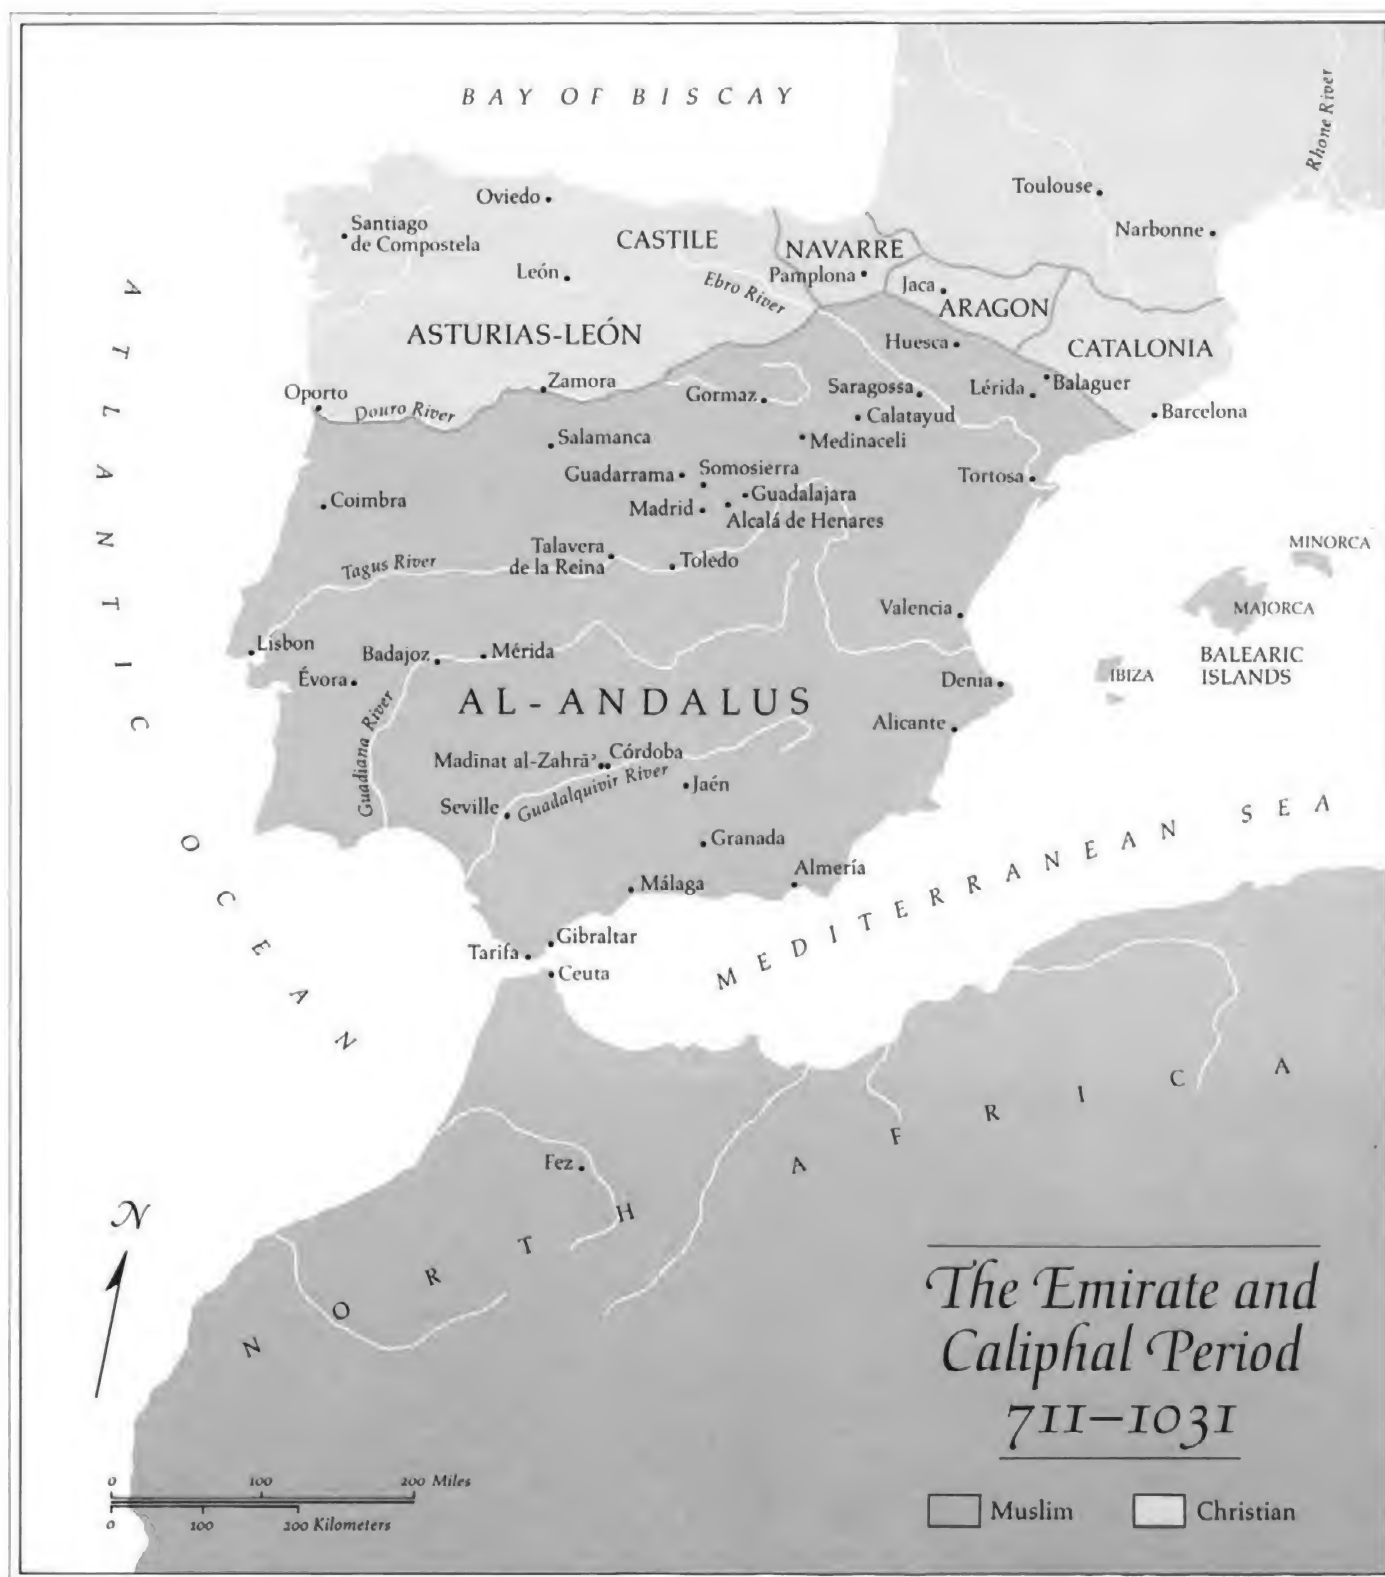 BAY OF BISCAY
Rhone River
Toulouse
Oviedo
Santiago
de Compostela
Narbonne
CASTILE
NAVARRE
Pamplona
León
Ebro River
Jaca
ARAGON
ATLANTIC OCEAN
ASTURIAS-LEÓN
Huesca
CATALONIA
Zamora
Oporto
Douro River
Gormaz
Saragossa
Lérida
Balaguer
Calatayud
Barcelona
Salamanca
Medinaceli
Guadarrama
Somosierra
Tortosa
Coimbra
Guadalajara
Madrid
Alcalá de Henares
MINORCA
Tagus River
Talavera
de la Reina
Toledo
Valencia
MAJORCA
Lisbon
Badajoz
Mérida
BALEARIC
ISLANDS
Évora
IBIZA
Denia
AL-ANDALUS
Guadiana River
Alicante
Madīnat al-Zahrāʾ
Córdoba
Guadalquivir River
Jaén
Seville
Granada
MEDITERRANEAN SEA
Almería
Málaga
Gibraltar
Tarifa
Ceuta
Fez
NORTH AFRICA
N
The Emirate and
Caliphal Period
711–1031
0 100 200 Miles
0 100 200 Kilometers
Muslim
Christian